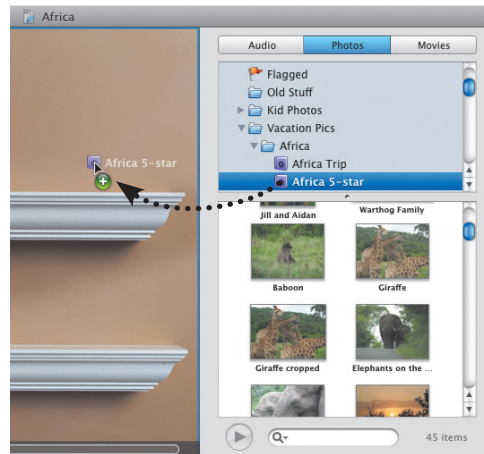 Africa
Audio Photos Movies
Flagged
Old Stuff
Kid Photos
Vacation Pics
Africa
Africa Trip
Africa 5-star
Africa 5-star
Jill and Aidan Warthog Family
Baboon Giraffe
Giraffe cropped Elephants on the ...
45 items